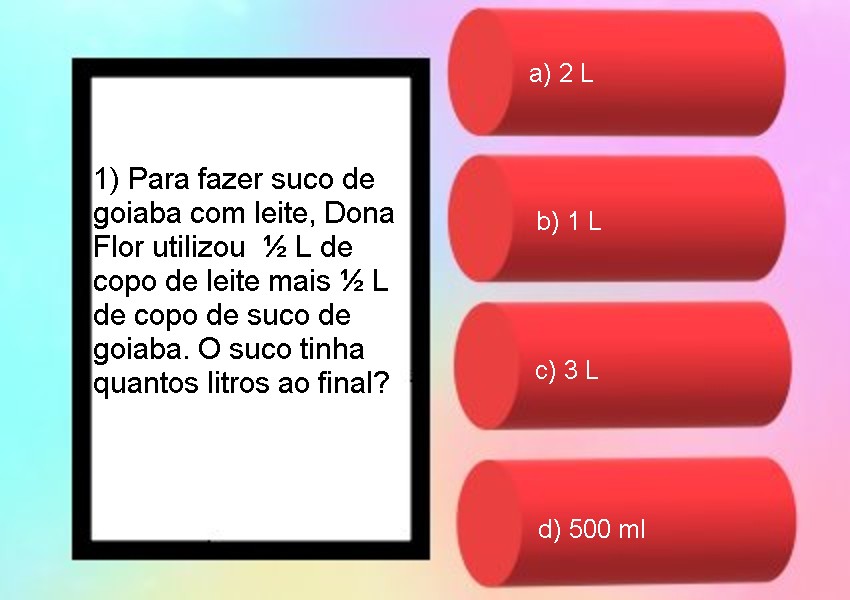 1) Para fazer suco de
goiaba com leite, Dona
Flor utilizou ½ L de
copo de leite mais ½ L
de copo de suco de
goiaba. O suco tinha
quantos litros ao final?
a) 2 L
b) 1 L
c) 3 L
d) 500 ml